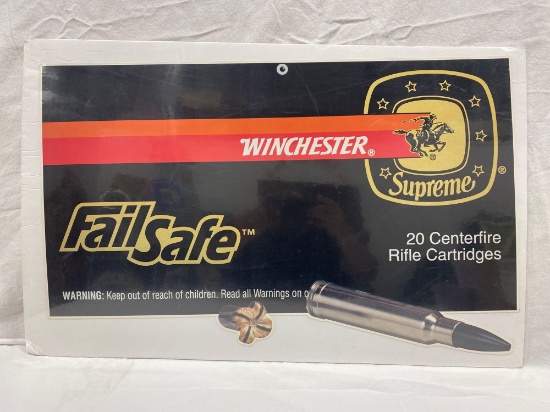 WINCHESTER®
Supreme®
FailSafe™
20 Centerfire
Rifle Cartridges
WARNING: Keep out of reach of children. Read all Warnings on